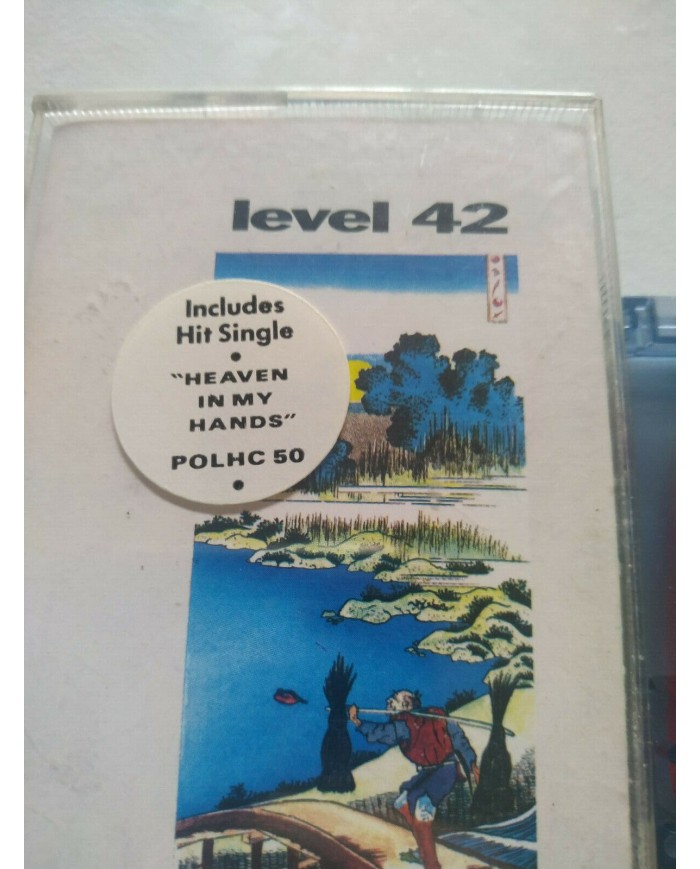 level 42
Includes
Hit Single
•
"HEAVEN
IN MY
HANDS"
POLHC 50
•